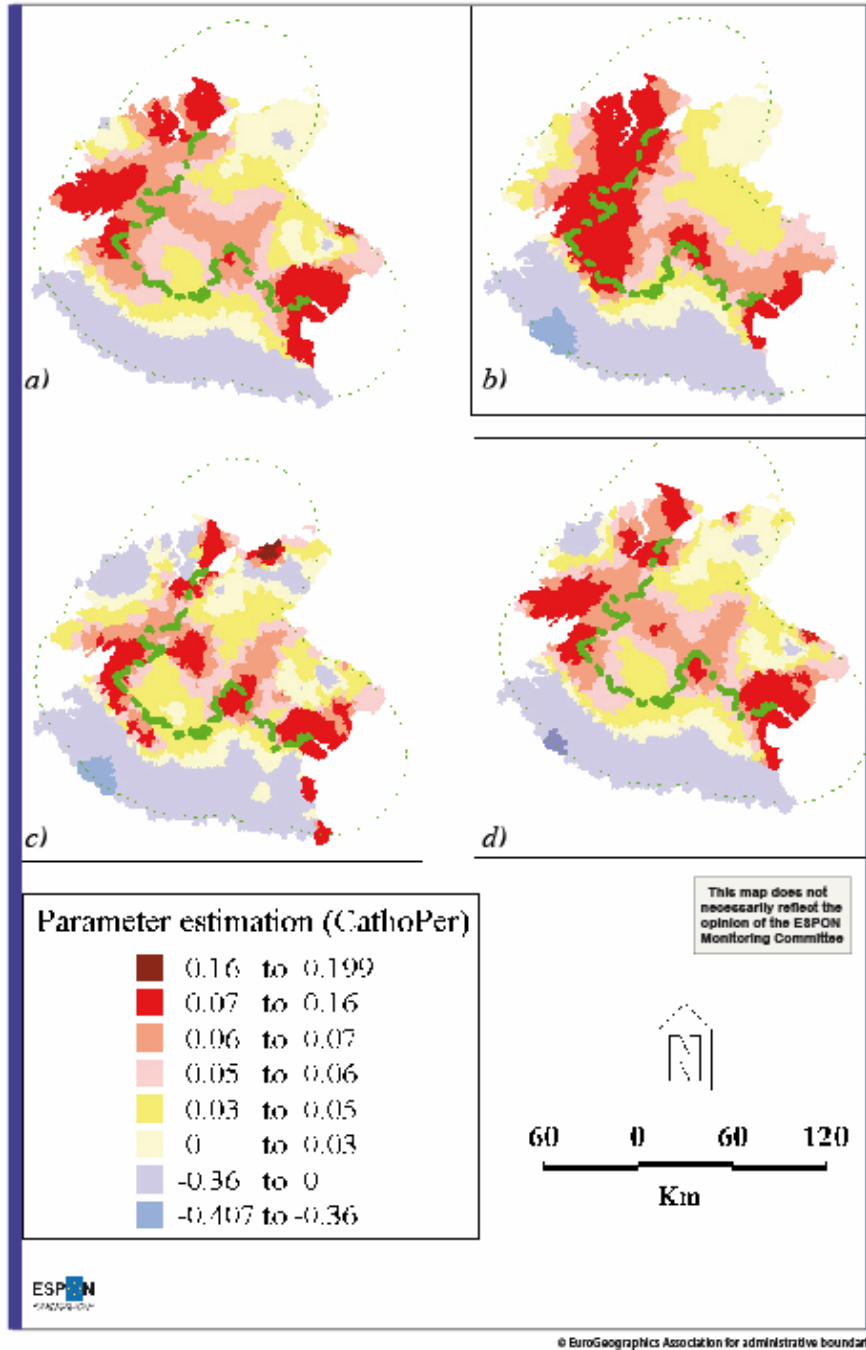 a)
b)
c)
d)
Parameter estimation (CathoPer)
0.16 to 0.199
0.07 to 0.16
0.06 to 0.07
0.05 to 0.06
0.03 to 0.05
0 to 0.03
-0.36 to 0
-0.407 to -0.36
This map does not
necessarily reflect the
opinion of the ESPON
Monitoring Committee
N
60 0 60 120
Km
ESPON
© EuroGeographics Association for administrative